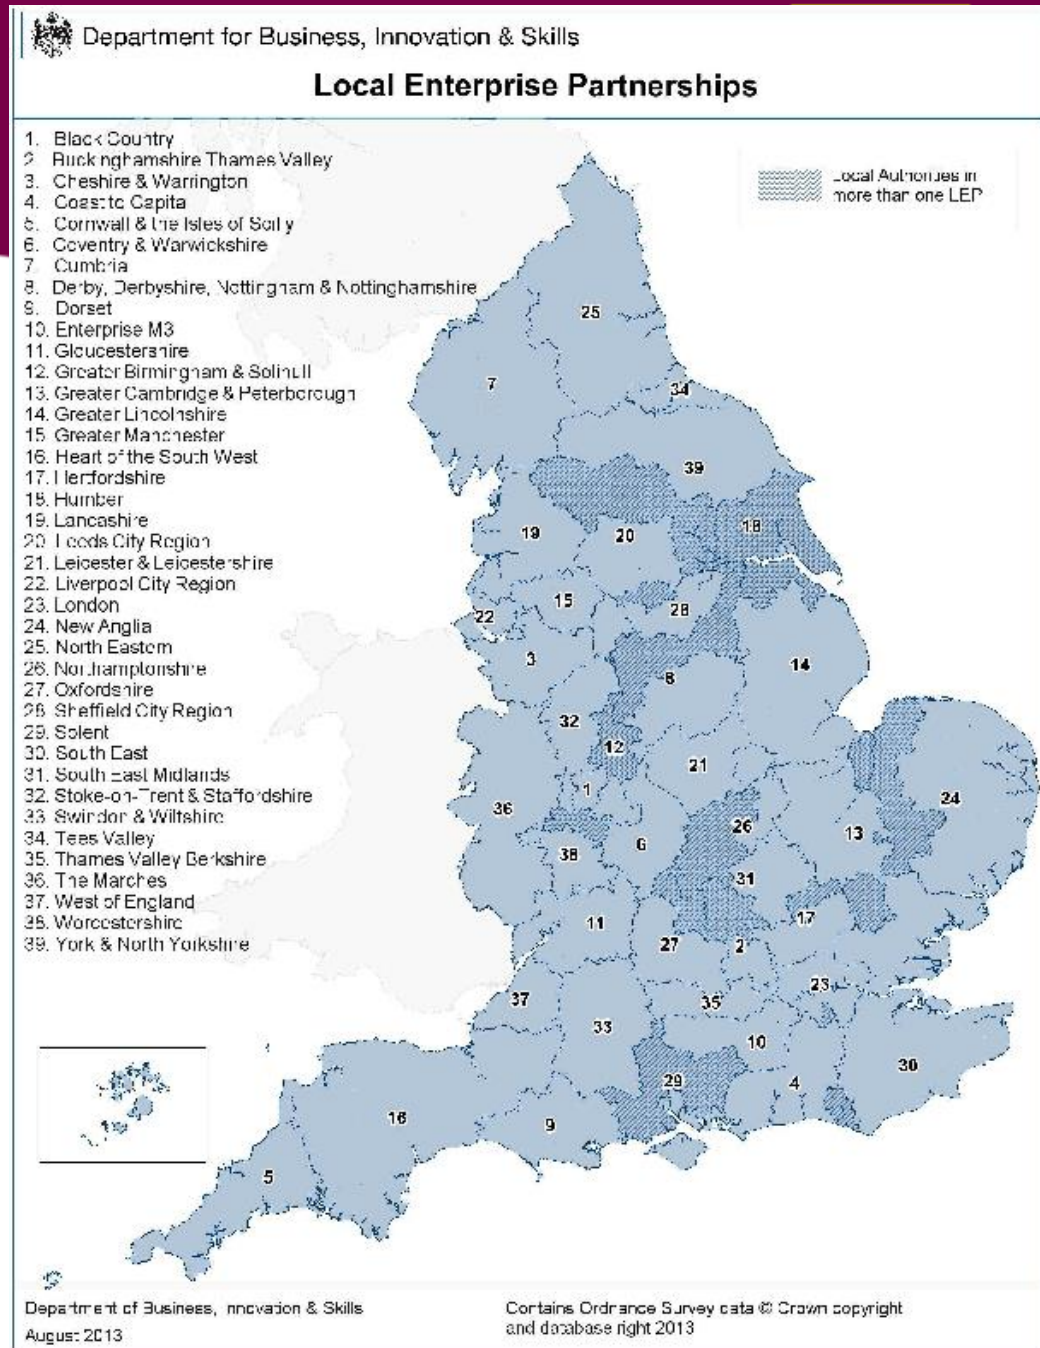 Department for Business, Innovation & Skills
Local Enterprise Partnerships
1. Black Country
2 Buckinghamshire Thames Valley
3. Cheshire & Warrington
4. Coast to Capita
5. Cornwall & the Isles of Scilly
6. Coventry & Warwickshire
7 Cumbria
8. Derby, Derbyshire, Nottingham & Nottinghamshire
9. Dorset
10. Enterprise M3
11. Gloucestershire
12. Greater Birmingham & Solihull
13. Greater Cambridge & Peterborough
14. Greater Lincolnshire
15. Greater Manchester
16. Heart of the South West
17. Hertfordshire
18. Humber
19. Lancashire
20. Leeds City Region
21. Leicester & Leicestershire
22. Liverpool City Region
23. London
24. New Anglia
25. North Eastern
26. Northamptonshire
27. Oxfordshire
28. Sheffield City Region
29. Solent
30. South East
31. South East Midlands
32. Stoke-on-Trent & Staffordshire
33. Swindon & Wiltshire
34. Tees Valley
35. Thames Valley Berkshire
36. The Marches
37. West of England
38. Worcestershire
39. York & North Yorkshire
Local Authorities in
more than one LEP
25
7
34
39
18
19
20
15
28
22
3
14
8
32
12
21
1
36
24
26
13
6
38
31
17
11
27
2
23
37
35
33
10
30
29
4
16
9
5
Department of Business, Innovation & Skills
August 2013
Contains Ordnance Survey data © Crown copyright
and database right 2013